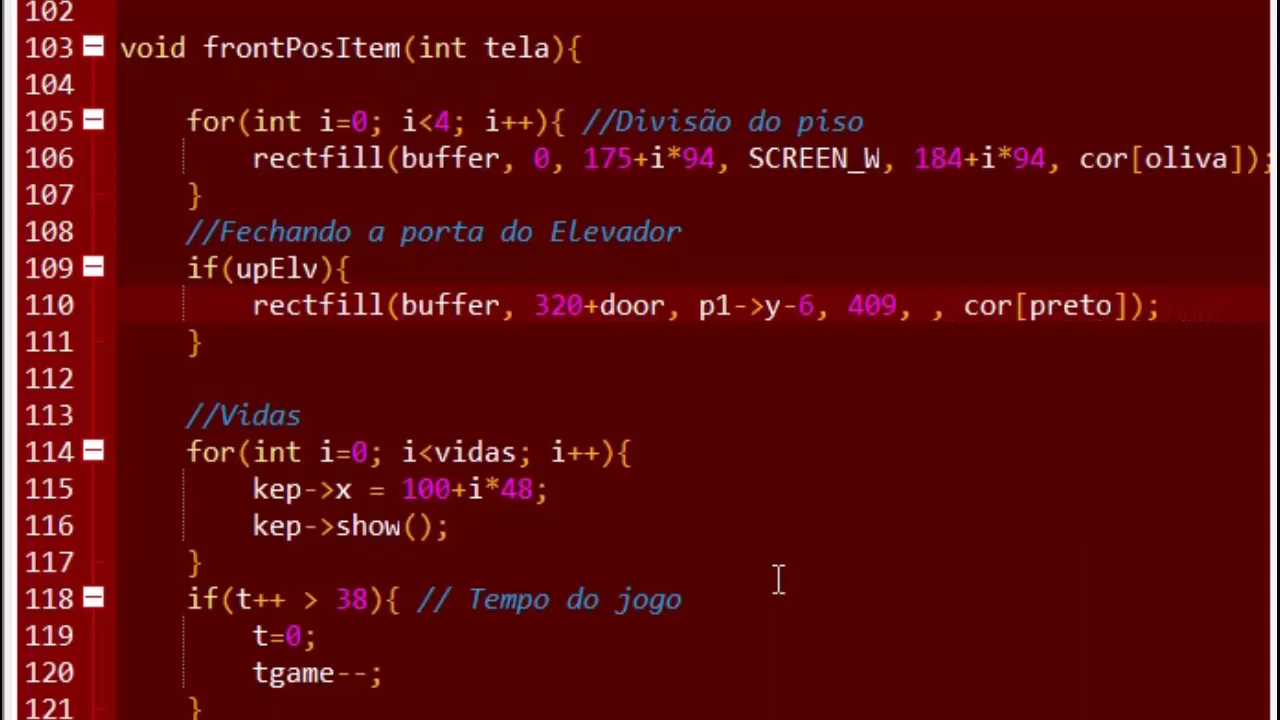 102
103 void frontPosItem(int tela){
104
105 for(int i=0; i<4; i++){ //Divisão do piso
106 rectfill(buffer, 0, 175+i*94, SCREEN_W, 184+i*94, cor[oliva]);
107 }
108 //Fechando a porta do Elevador
109 if(upElv){
110 rectfill(buffer, 320+door, p1->y-6, 409, , cor[preto]);
111 }
112
113 //Vidas
114 for(int i=0; i<vidas; i++){
115 kep->x = 100+i*48;
116 kep->show();
117 }
118 if(t++ > 38){ // Tempo do jogo
119 t=0;
120 tgame--;
121 }